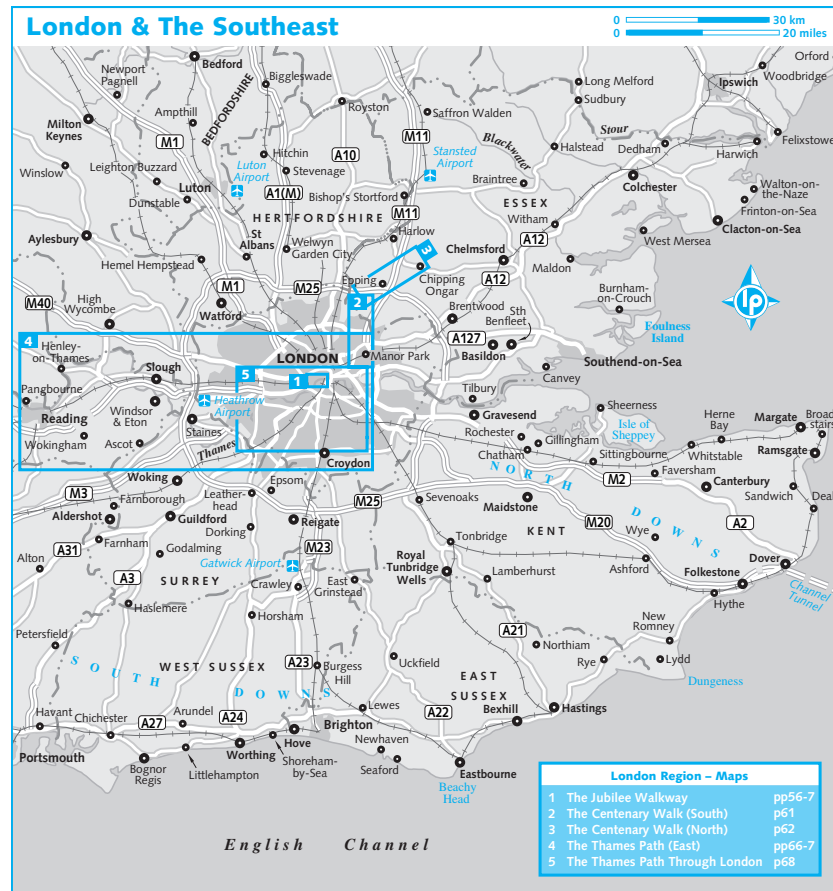 London & The Southeast
0 30 km
0 20 miles
Bedford
Newport
Pagnell
Biggleswade
BEDFORDSHIRE
Ampthill
Milton
Keynes
Royston
Saffron Walden
Long Melford
Sudbury
Ipswich
Orford
Woodbridge
M1
A10
M11
Stansted
Airport
Blackwater
Stour
Halstead
Dedham
Harwich
Felixstowe
Winslow
Leighton Buzzard
Luton
Luton
Airport
Hitchin
Stevenage
Dunstable
A1(M)
Bishop's Stortford
Braintree
Colchester
Walton-on-
the-Naze
Frinton-on-Sea
Clacton-on-Sea
HERTFORDSHIRE
M11
ESSEX
Witham
A12
West Mersea
Aylesbury
St
Albans
Welwyn
Garden City
Harlow
3
Chelmsford
Maldon
Hemel Hempstead
M1
M25
Epping
Chipping
Ongar
A12
Burnham-
on-Crouch
lp
M40
High
Wycombe
Watford
2
Brentwood
Sth
Benfleet
Foulness
Island
4
Henley-
on-Thames
LONDON
Manor Park
A127
Basildon
Southend-on-Sea
Pangbourne
Slough
5
1
Canvey
Windsor
& Eton
Heathrow
Airport
Tilbury
Reading
Staines
Gravesend
Sheerness
Isle of
Sheppey
Wokingham
Ascot
Thames
Croydon
Rochester
Chatham
Gillingham
Sittingbourne
Herne
Bay
Whitstable
Margate
Broad-
stairs
Ramsgate
Woking
M3
Farnborough
Leather-
head
Epsom
M25
Sevenoaks
NORTH DOWNS
M2
Faversham
Canterbury
Sandwich
Deal
Aldershot
Guildford
Dorking
Reigate
Maidstone
KENT
M20
A2
A31
Farnham
Godalming
M23
Tonbridge
Wye
Alton
A3
SURREY
Gatwick Airport
Crawley
East
Grinstead
Royal
Tunbridge
Wells
Lamberhurst
Ashford
Folkestone
Dover
Channel
Tunnel
Hythe
Haslemere
Horsham
A21
New
Romney
Petersfield
Northiam
Rye
Lydd
Dungeness
SOUTH DOWNS
WEST SUSSEX
A23
Burgess
Hill
Uckfield
EAST
SUSSEX
Havant
Chichester
A27
Arundel
A24
Lewes
A22
Bexhill
Hastings
Portsmouth
Bognor
Regis
Littlehampton
Worthing
Shoreham-
by-Sea
Hove
Brighton
Newhaven
Seaford
Eastbourne
Beachy
Head
English Channel
London Region – Maps
1 The Jubilee Walkway pp56-7
2 The Centenary Walk (South) p61
3 The Centenary Walk (North) p62
4 The Thames Path (East) pp66-7
5 The Thames Path Through London p68